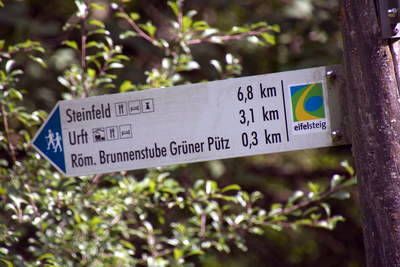 Steinfeld 6,8 km
Urft 3,1 km
Röm. Brunnenstube Grüner Pütz 0,3 km
eifelsteig